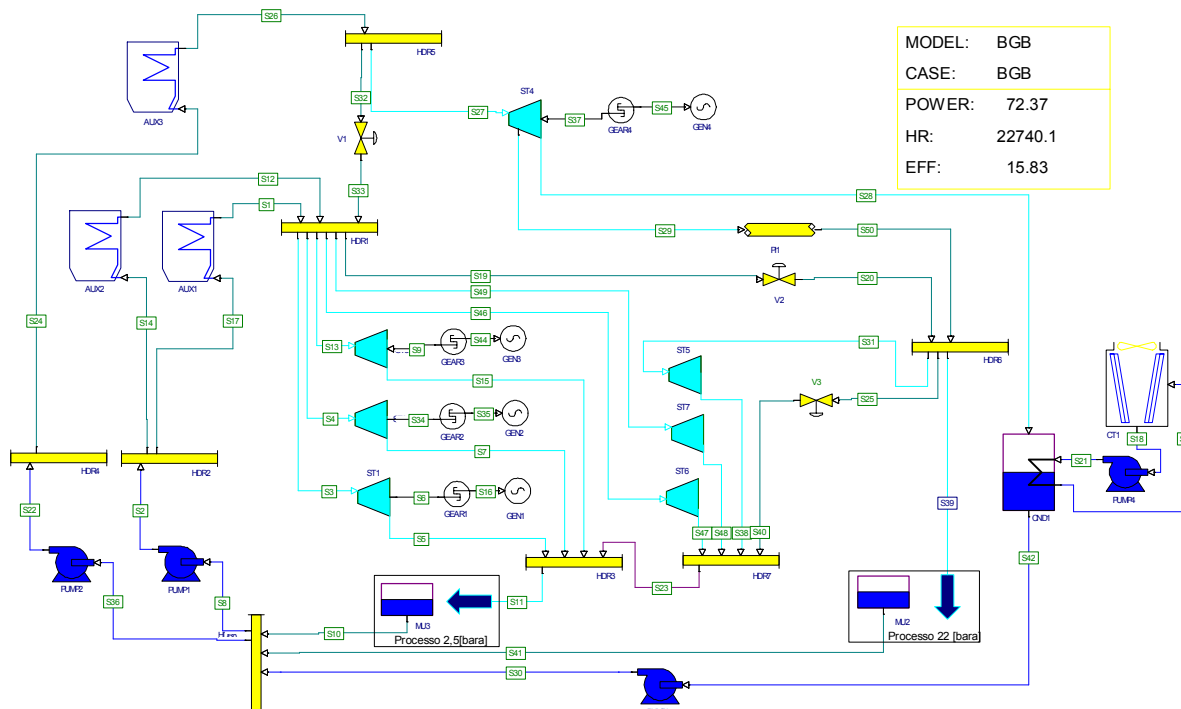 S26
HDR5
MODEL: BGB
CASE: BGB
POWER: 72.37
HR: 22740.1
EFF: 15.83
ST4
AUX3
S32
S27
S37
GEAR4
S45
GEN4
V1
S12
S33
S1
S28
HDR1
S29
PI1
S50
AUX2
AUX1
S19
V2
S20
S49
S46
S24
S14
S17
S13
S9
GEAR3
S44
GEN3
ST5
S31
HDR6
S15
V3
S25
S4
S34
GEAR2
S35
GEN2
ST7
CT1
S18
S7
HDR4
HDR2
ST1
S3
S6
GEAR1
S16
GEN1
ST6
S21
PUMP4
S39
CND1
S22
S2
S5
S47
S48
S38
S40
S42
HDR3
HDR7
PUMP2
PUMP1
S23
S36
S8
S11
MU3
MU2
S10
Processo 2,5[bara]
Processo 22 [bara]
S41
S30